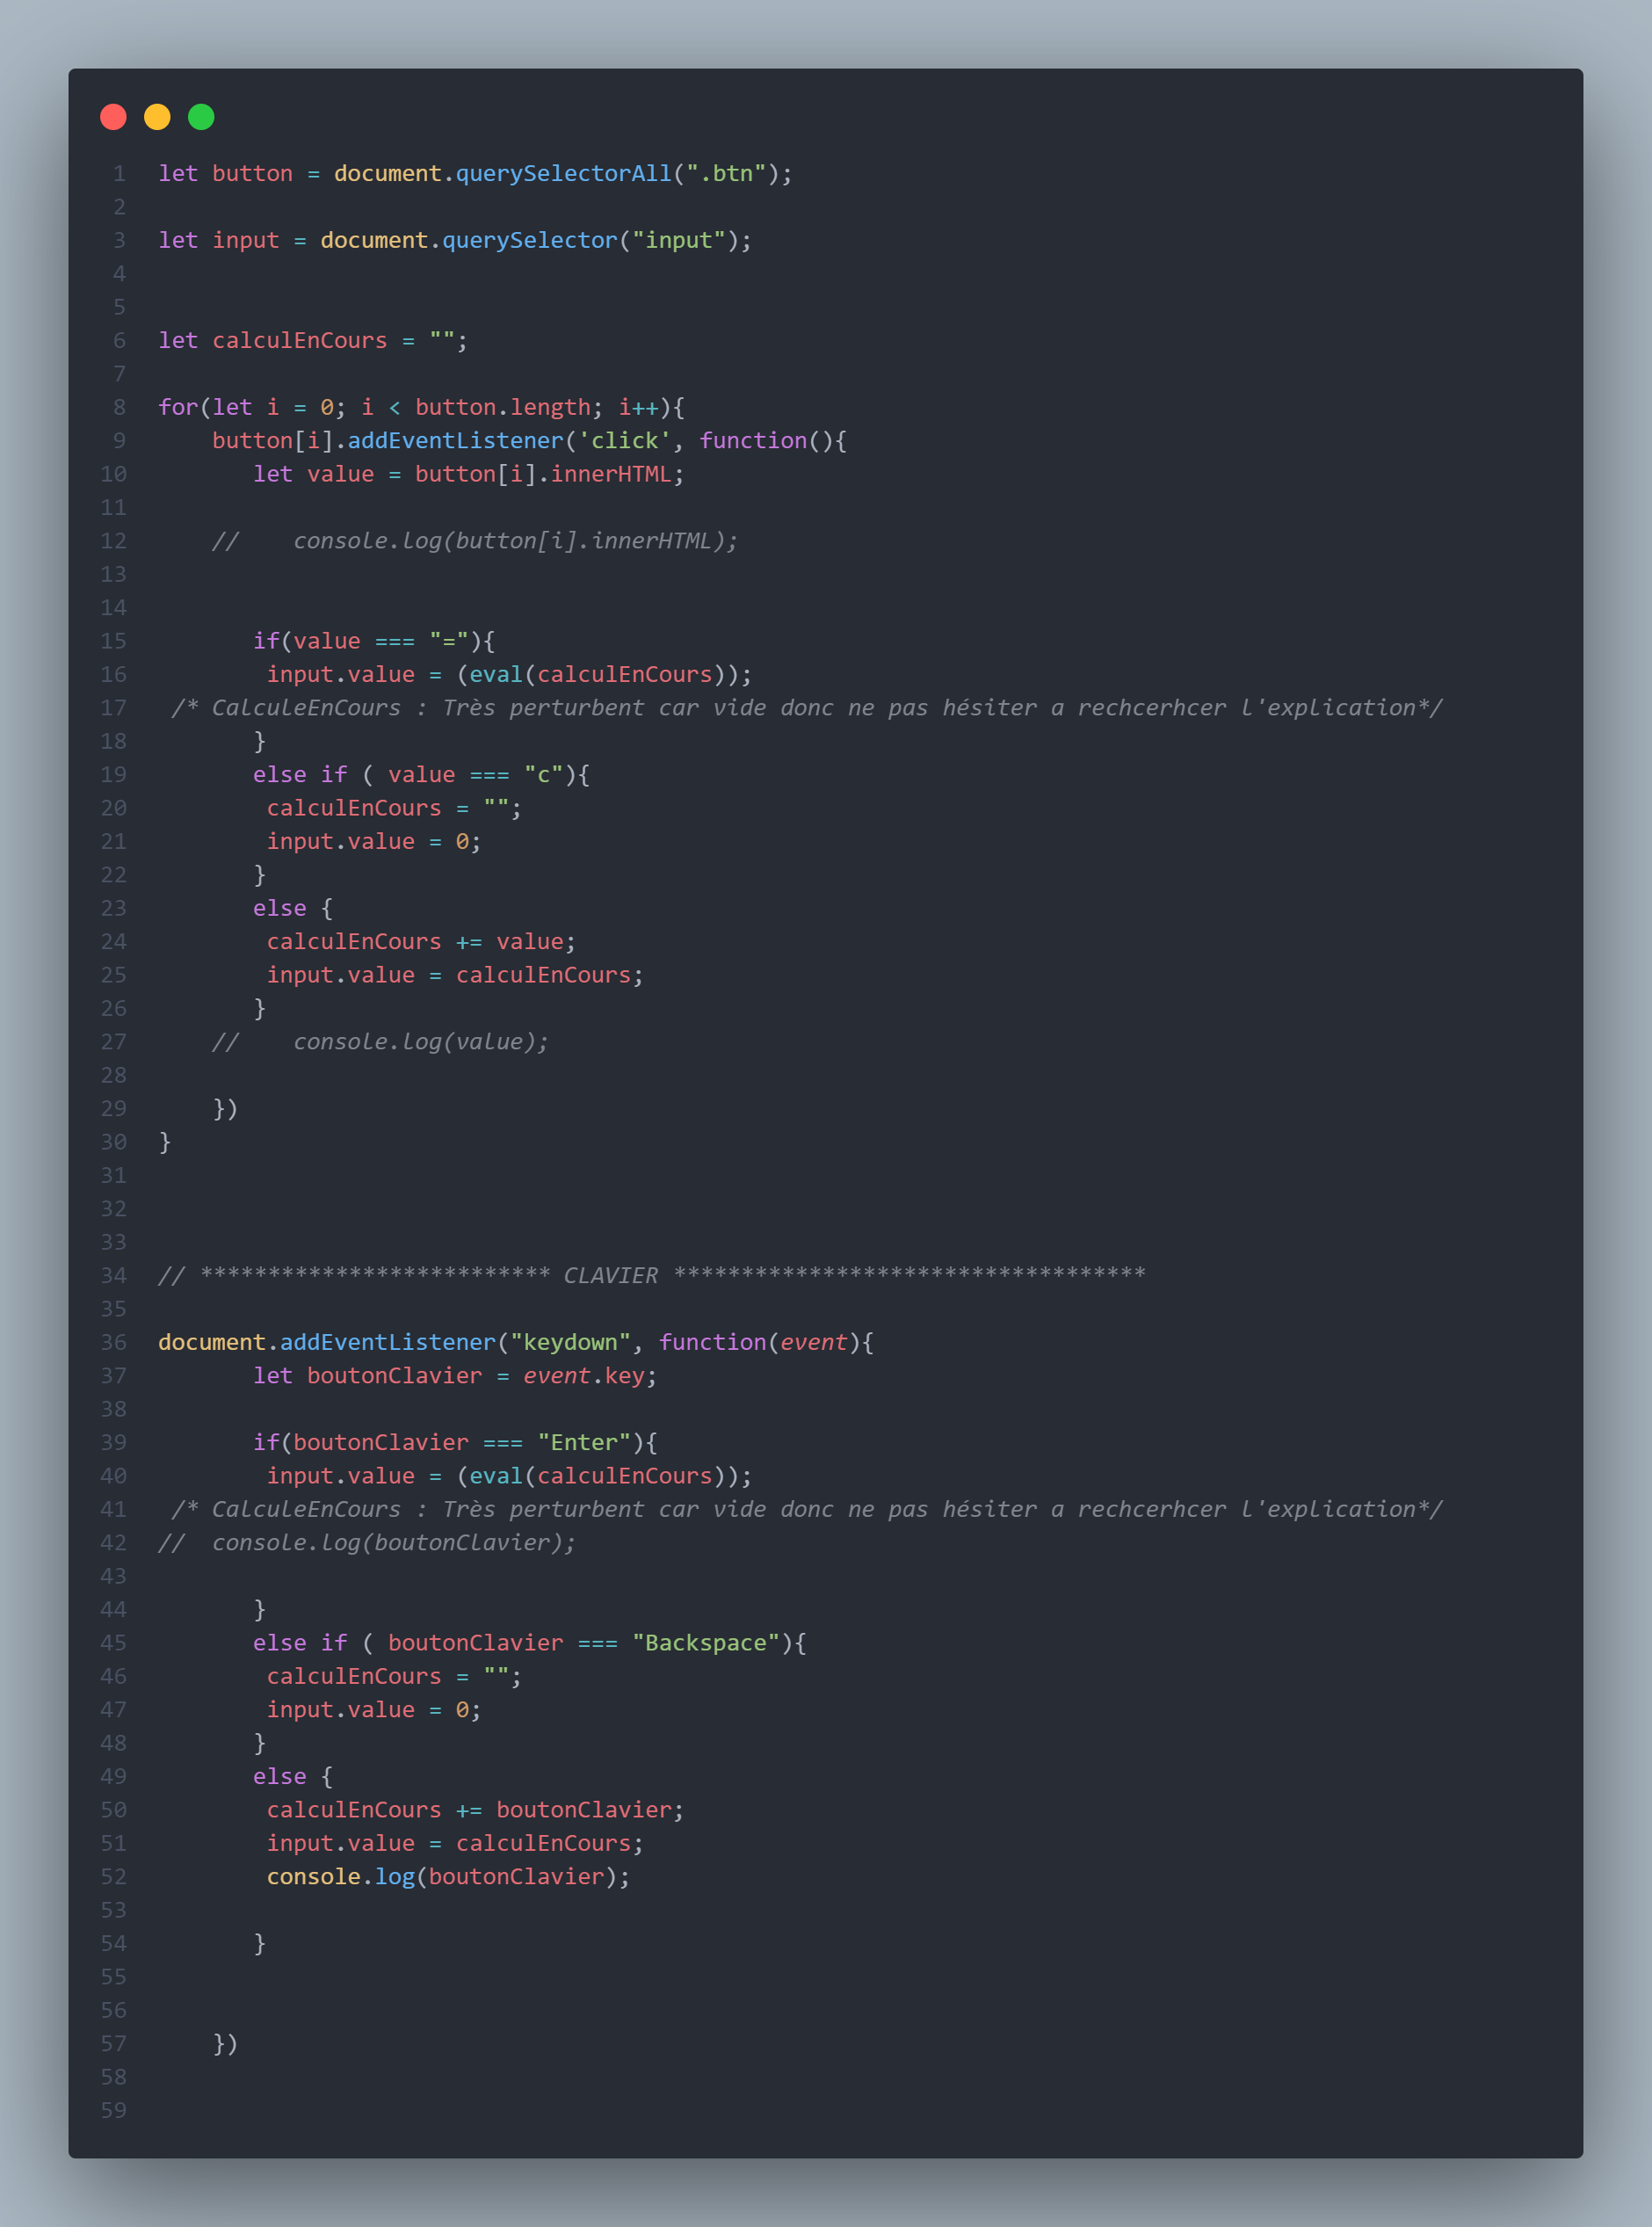 1 let button = document.querySelectorAll(".btn");
2
3 let input = document.querySelector("input");
4
5
6 let calculEnCours = "";
7
8 for(let i = 0; i < button.length; i++){
9     button[i].addEventListener('click', function(){
10        let value = button[i].innerHTML;
11
12     //    console.log(button[i].innerHTML);
13
14
15        if(value === "="){
16         input.value = (eval(calculEnCours));
17  /* CalculeEnCours : Très perturbent car vide donc ne pas hésiter a rechcerhcer l'explication*/
18        }
19        else if ( value === "c"){
20         calculEnCours = "";
21         input.value = 0;
22        }
23        else {
24         calculEnCours += value;
25         input.value = calculEnCours;
26        }
27     //    console.log(value);
28
29     })
30 }
31
32
33
34 // ************************** CLAVIER ***********************************
35
36 document.addEventListener("keydown", function(event){
37        let boutonClavier = event.key;
38
39        if(boutonClavier === "Enter"){
40         input.value = (eval(calculEnCours));
41  /* CalculeEnCours : Très perturbent car vide donc ne pas hésiter a rechcerhcer l'explication*/
42 //  console.log(boutonClavier);
43
44        }
45        else if ( boutonClavier === "Backspace"){
46         calculEnCours = "";
47         input.value = 0;
48        }
49        else {
50         calculEnCours += boutonClavier;
51         input.value = calculEnCours;
52         console.log(boutonClavier);
53
54        }
55
56
57     })
58
59